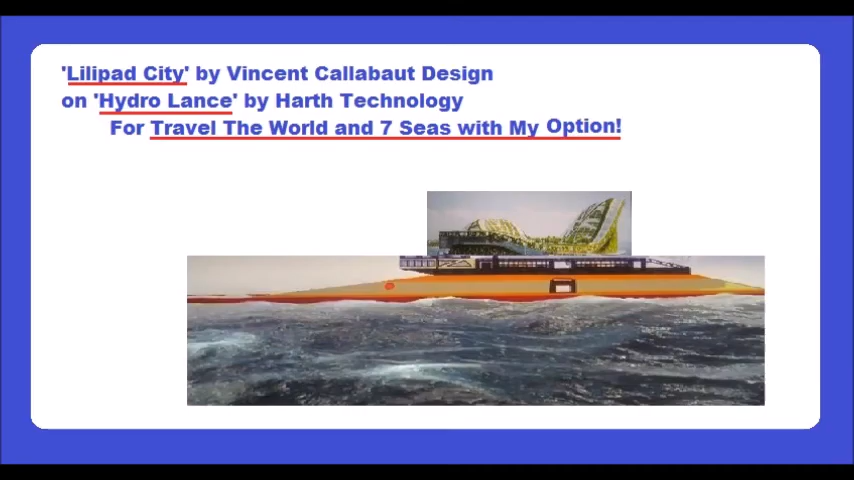 'Lilipad City' by Vincent Callabaut Design
on 'Hydro Lance' by Harth Technology
For Travel The World and 7 Seas with My Option!